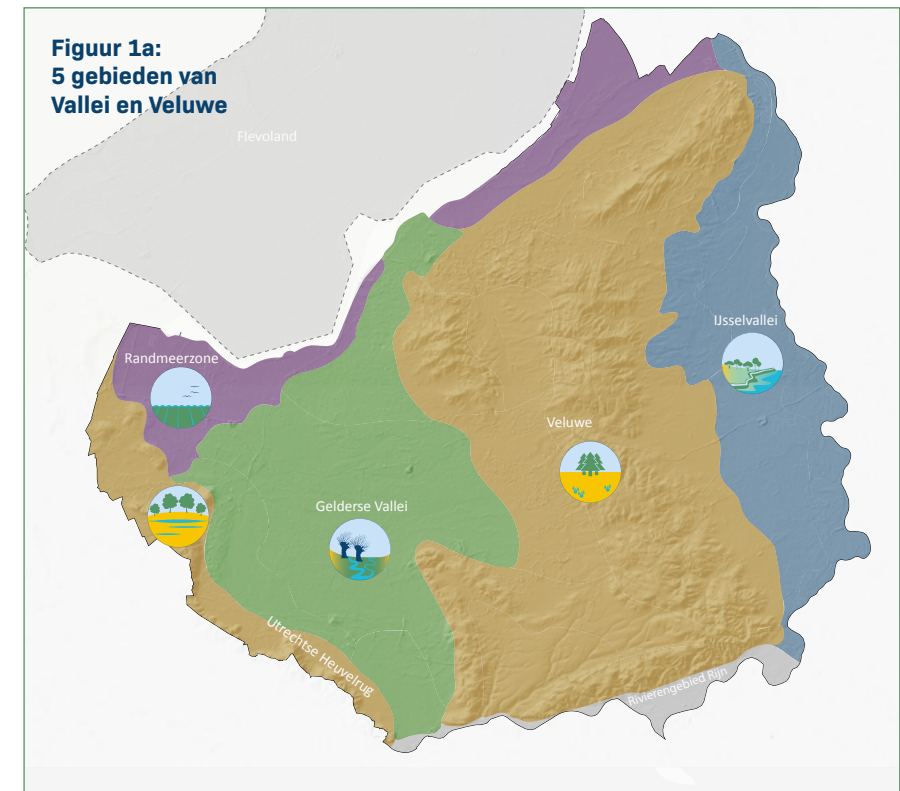 Figuur 1a:
5 gebieden van
Vallei en Veluwe
Flevoland
IJsselvallei
Randmeerzone
Veluwe
Gelderse Vallei
Utrechtse Heuvelrug
Rivierengebied Rijn